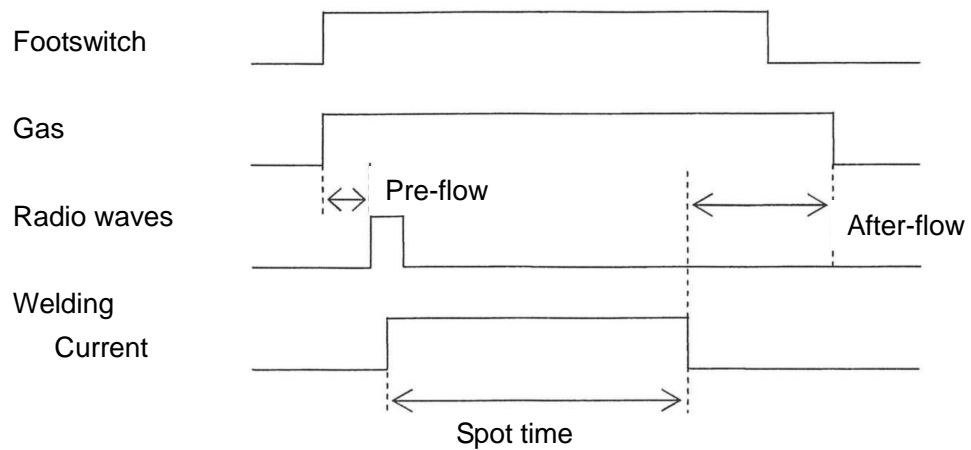 Footswitch
Gas
Pre-flow
Radio waves
After-flow
Welding
Current
Spot time